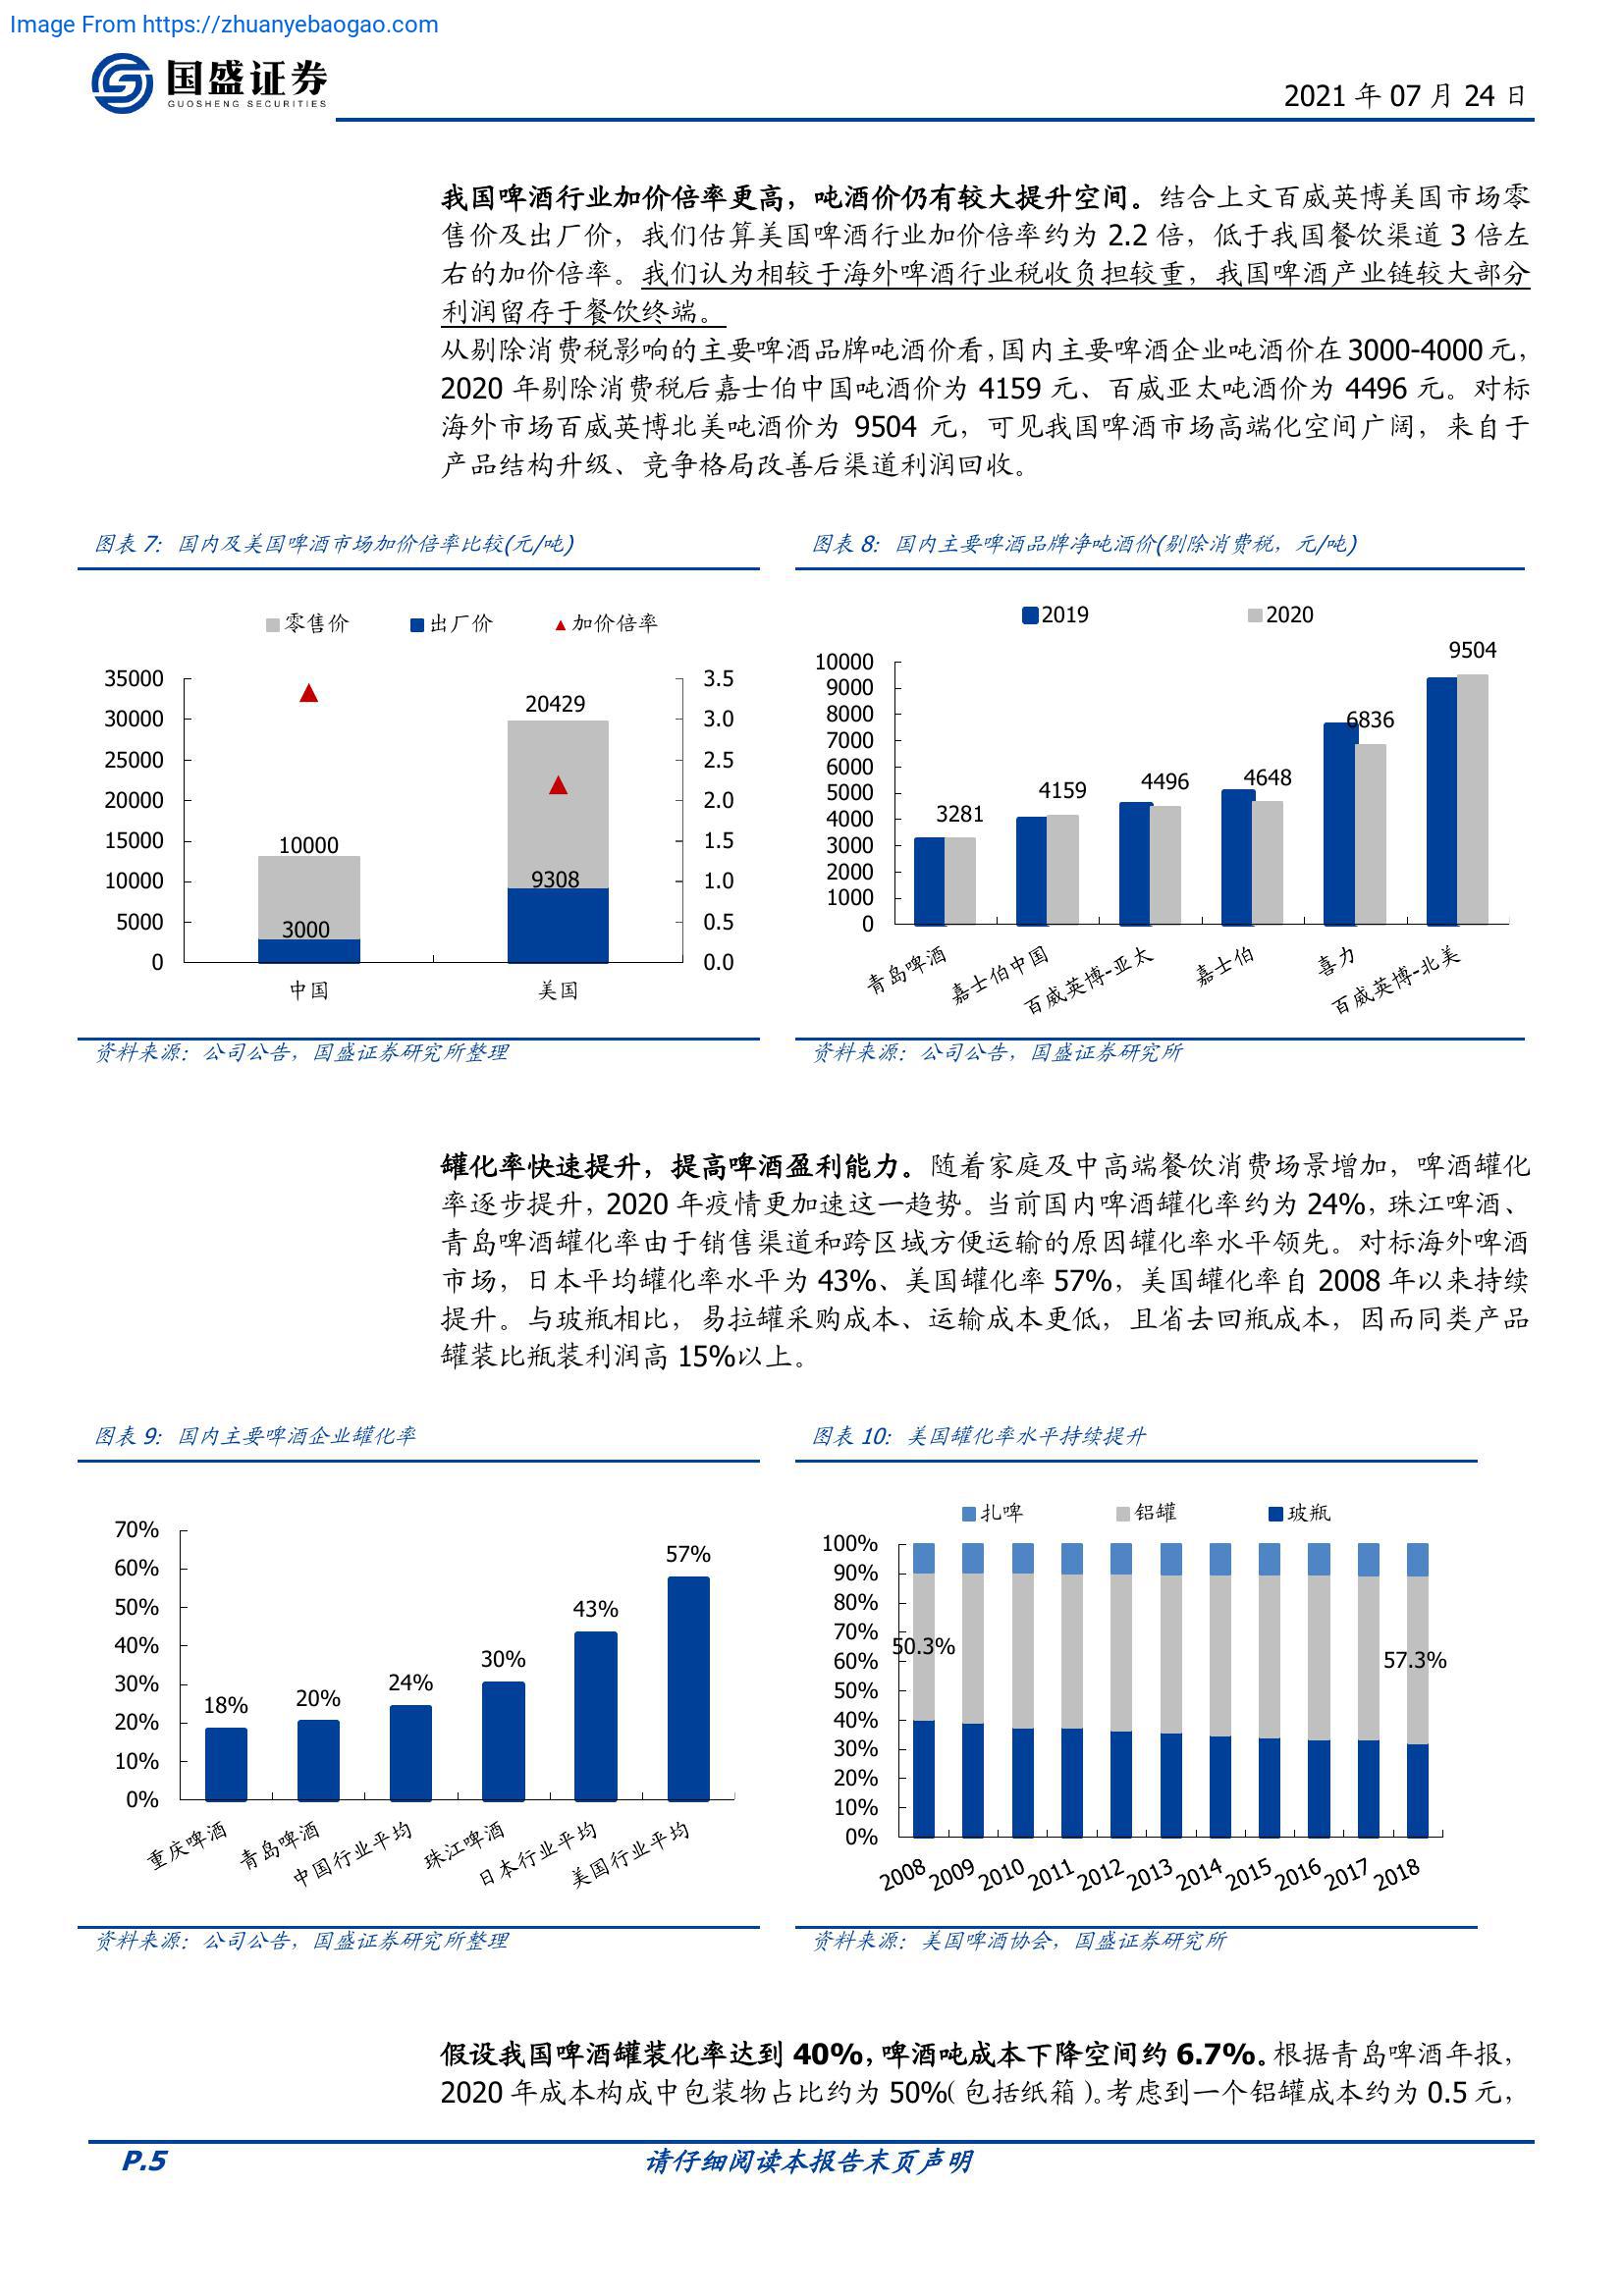 Image From https://zhuanyebaogao.com
国盛证券
GUOSHENG SECURITIES
2021 年 07 月 24 日
我国啤酒行业加价倍率更高，吨酒价仍有较大提升空间。结合上文百威英博美国市场零
售价及出厂价，我们估算美国啤酒行业加价倍率约为 2.2 倍，低于我国餐饮渠道 3 倍左
右的加价倍率。我们认为相较于海外啤酒行业税收负担较重，我国啤酒产业链较大部分
利润留存于餐饮终端。
从剔除消费税影响的主要啤酒品牌吨酒价看，国内主要啤酒企业吨酒价在 3000-4000 元，
2020 年剔除消费税后嘉士伯中国吨酒价为 4159 元、百威亚太吨酒价为 4496 元。对标
海外市场百威英博北美吨酒价为 9504 元，可见我国啤酒市场高端化空间广阔，来自于
产品结构升级、竞争格局改善后渠道利润回收。
图表 7：国内及美国啤酒市场加价倍率比较(元/吨)
零售价 出厂价 加价倍率
35000
30000
25000
20000
15000
10000
5000
0
3.5
3.0
2.5
2.0
1.5
1.0
0.5
0.0
10000
3000
20429
9308
中国 美国
资料来源：公司公告，国盛证券研究所整理
图表 8：国内主要啤酒品牌净吨酒价(剔除消费税，元/吨)
2019 2020
10000
9000
8000
7000
6000
5000
4000
3000
2000
1000
0
3281
4159
4496
4648
6836
9504
青岛啤酒 嘉士伯中国 百威英博-亚太 嘉士伯 喜力 百威英博-北美
资料来源：公司公告，国盛证券研究所
罐化率快速提升，提高啤酒盈利能力。随着家庭及中高端餐饮消费场景增加，啤酒罐化
率逐步提升，2020 年疫情更加速这一趋势。当前国内啤酒罐化率约为 24%，珠江啤酒、
青岛啤酒罐化率由于销售渠道和跨区域方便运输的原因罐化率水平领先。对标海外啤酒
市场，日本平均罐化率水平为 43%、美国罐化率 57%，美国罐化率自 2008 年以来持续
提升。与玻瓶相比，易拉罐采购成本、运输成本更低，且省去回瓶成本，因而同类产品
罐装比瓶装利润高 15%以上。
图表 9：国内主要啤酒企业罐化率
70%
60%
50%
40%
30%
20%
10%
0%
18%
20%
24%
30%
43%
57%
重庆啤酒 青岛啤酒 中国行业平均 珠江啤酒 日本行业平均 美国行业平均
资料来源：公司公告，国盛证券研究所整理
图表 10：美国罐化率水平持续提升
扎啤 铝罐 玻瓶
100%
90%
80%
70%
60%
50%
40%
30%
20%
10%
0%
50.3%
57.3%
2008 2009 2010 2011 2012 2013 2014 2015 2016 2017 2018
资料来源：美国啤酒协会，国盛证券研究所
假设我国啤酒罐装化率达到 40%，啤酒吨成本下降空间约 6.7%。根据青岛啤酒年报，
2020 年成本构成中包装物占比约为 50%（包括纸箱）。考虑到一个铝罐成本约为 0.5 元，
P.5
请仔细阅读本报告末页声明